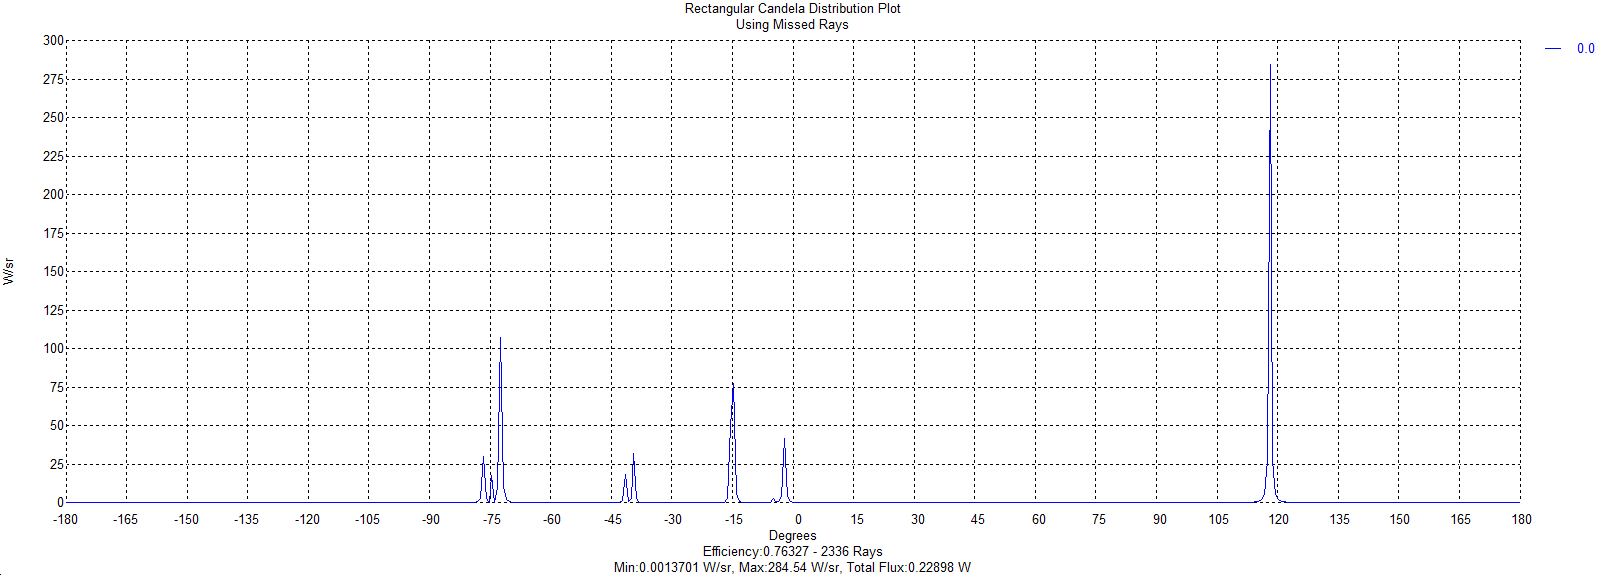 Rectangular Candela Distribution Plot
Using Missed Rays
0.0
300
275
250
225
200
175
150
125
100
75
50
25
0
W/sr
-180 -165 -150 -135 -120 -105 -90 -75 -60 -45 -30 -15 0 15 30 45 60 75 90 105 120 135 150 165 180
Degrees
Efficiency:0.76327 - 2336 Rays
Min:0.0013701 W/sr, Max:284.54 W/sr, Total Flux:0.22898 W